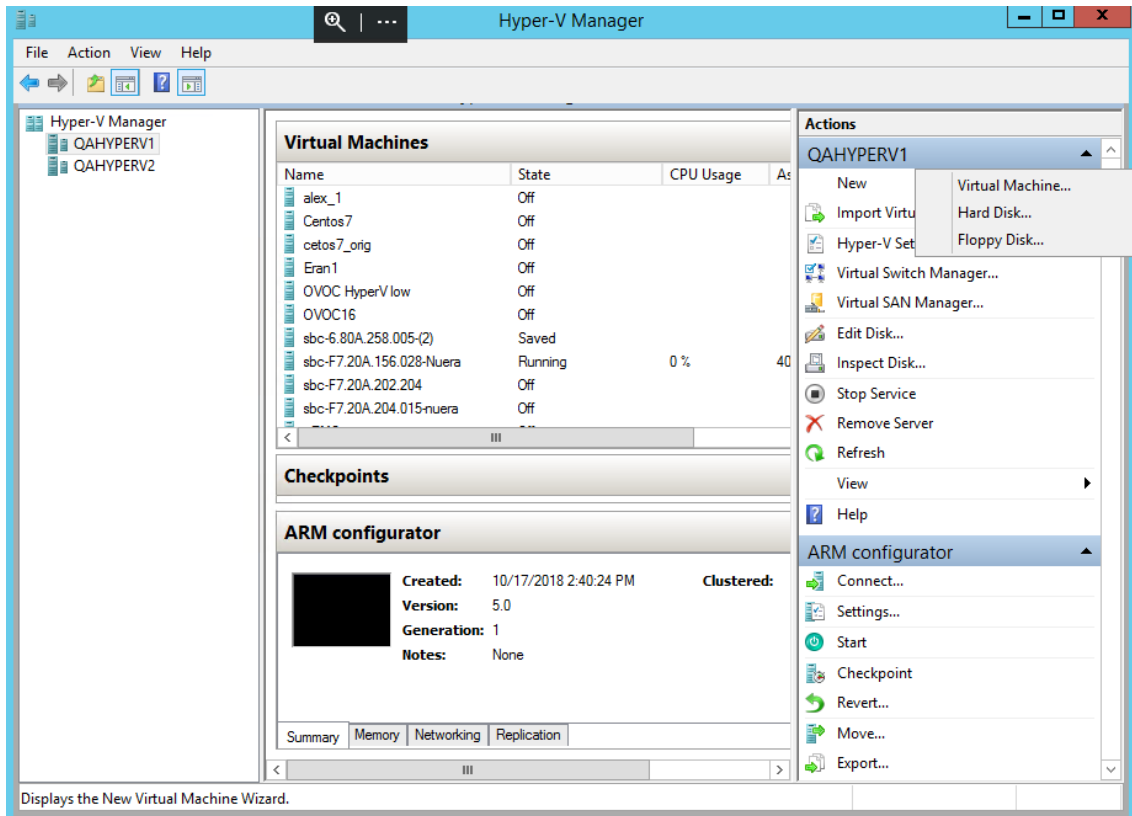 Hyper-V Manager
File Action View Help
Hyper-V Manager
QAHYPERV1
QAHYPERV2
Virtual Machines
Name State CPU Usage As
alex_1 Off
Centos7 Off
cetos7_orig Off
Eran1 Off
OVOC HyperV low Off
OVOC16 Off
sbc-6.80A.258.005-(2) Saved
sbc-F7.20A.156.028-Nuera Running 0 % 40
sbc-F7.20A.202.204 Off
sbc-F7.20A.204.015-nuera Off
Checkpoints
ARM configurator
Created: 10/17/2018 2:40:24 PM Clustered:
Version: 5.0
Generation: 1
Notes: None
Summary Memory Networking Replication
Actions
QAHYPERV1
New
Virtual Machine...
Hard Disk...
Floppy Disk...
Import Virtu
Hyper-V Set
Virtual Switch Manager...
Virtual SAN Manager...
Edit Disk...
Inspect Disk...
Stop Service
Remove Server
Refresh
View
Help
ARM configurator
Connect...
Settings...
Start
Checkpoint
Revert...
Move...
Export...
Displays the New Virtual Machine Wizard.